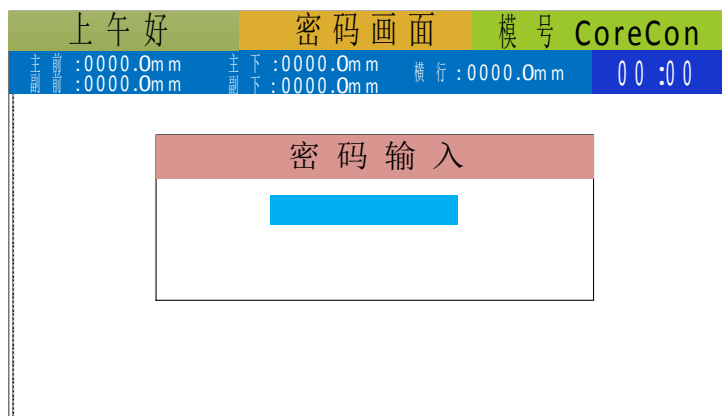 上午好 密码画面 模号 CoreCon
主前:0000.0mm 主下:0000.0mm 横行:0000.0mm 00:00
副前:0000.0mm 副下:0000.0mm
密码输入